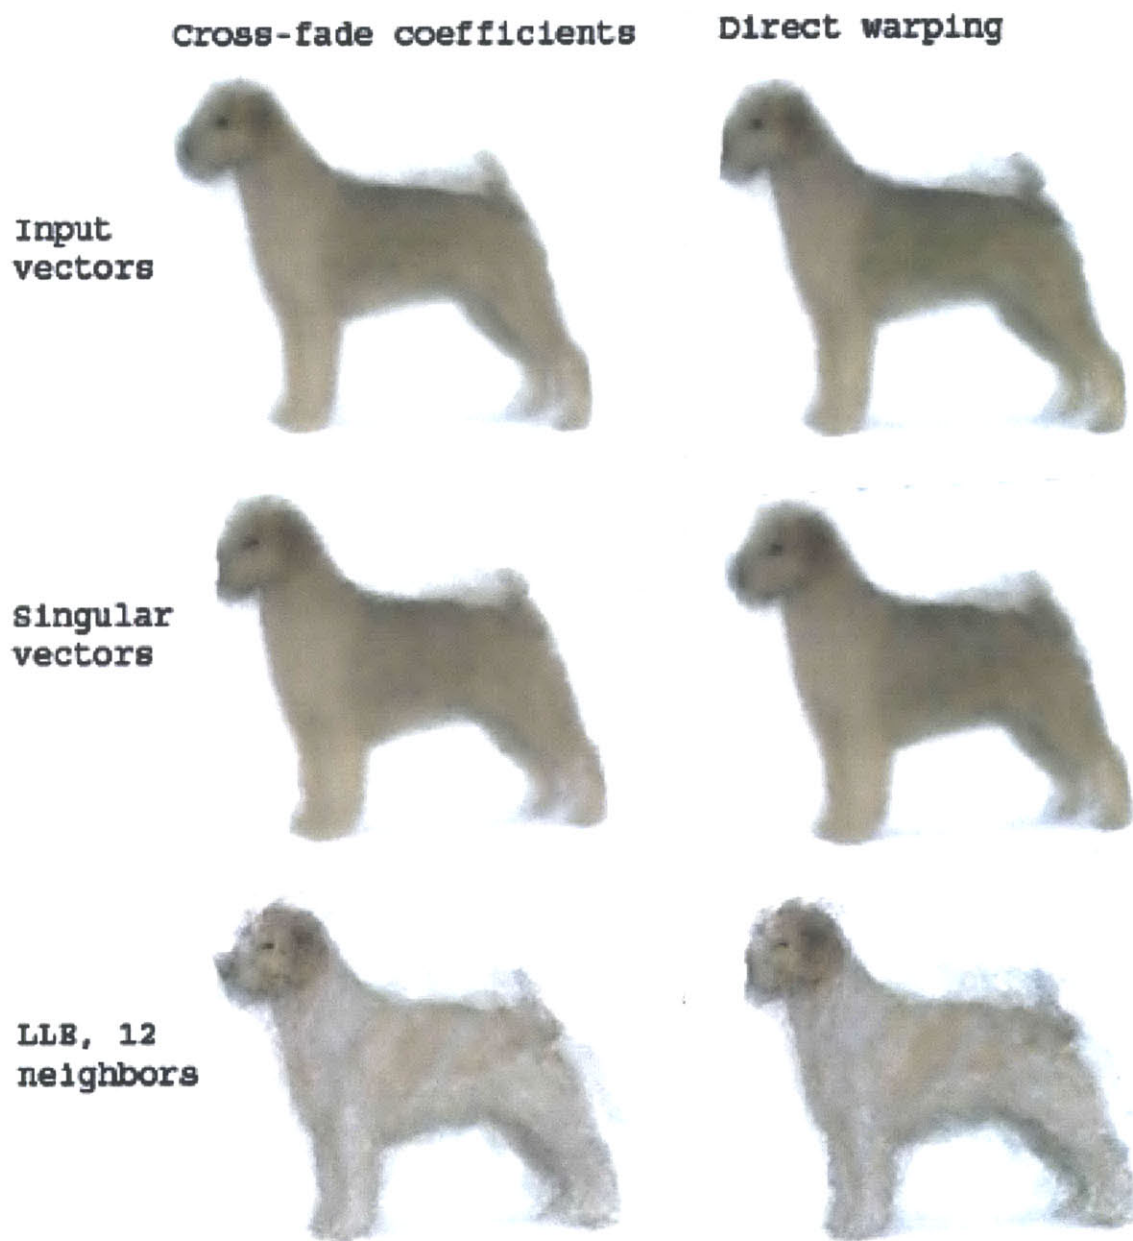 Cross-fade coefficients
Direct warping
Input
vectors
Singular
vectors
LLE, 12
neighbors